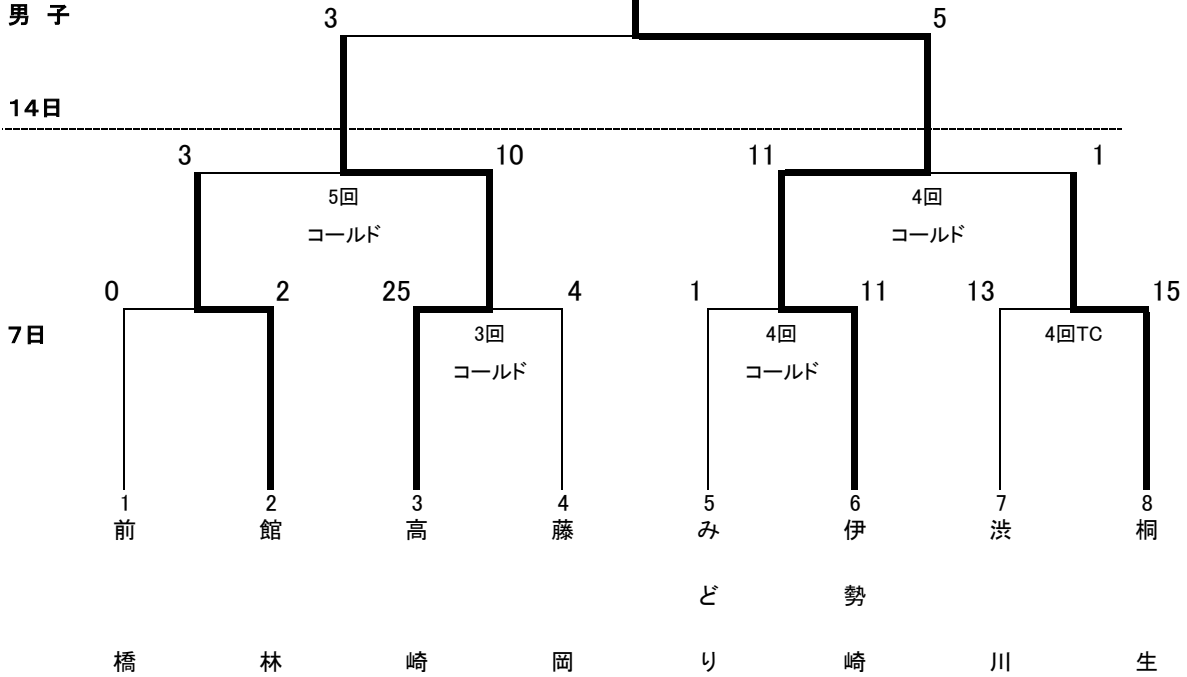 男 子
3
5
14日
3
10
11
1
5回
コールド
4回
コールド
0
2
25
4
1
11
13
15
7日
3回
コールド
4回
コールド
4回TC
1
2
3
4
5
6
7
8
前橋
館林
高崎
藤岡
みどり
伊勢崎
渋川
桐生